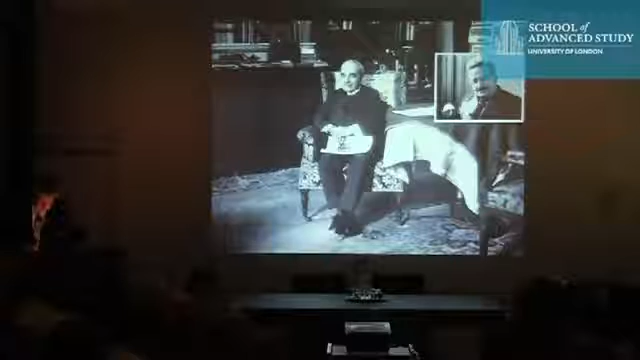 SCHOOL of
ADVANCED STUDY
UNIVERSITY OF LONDON